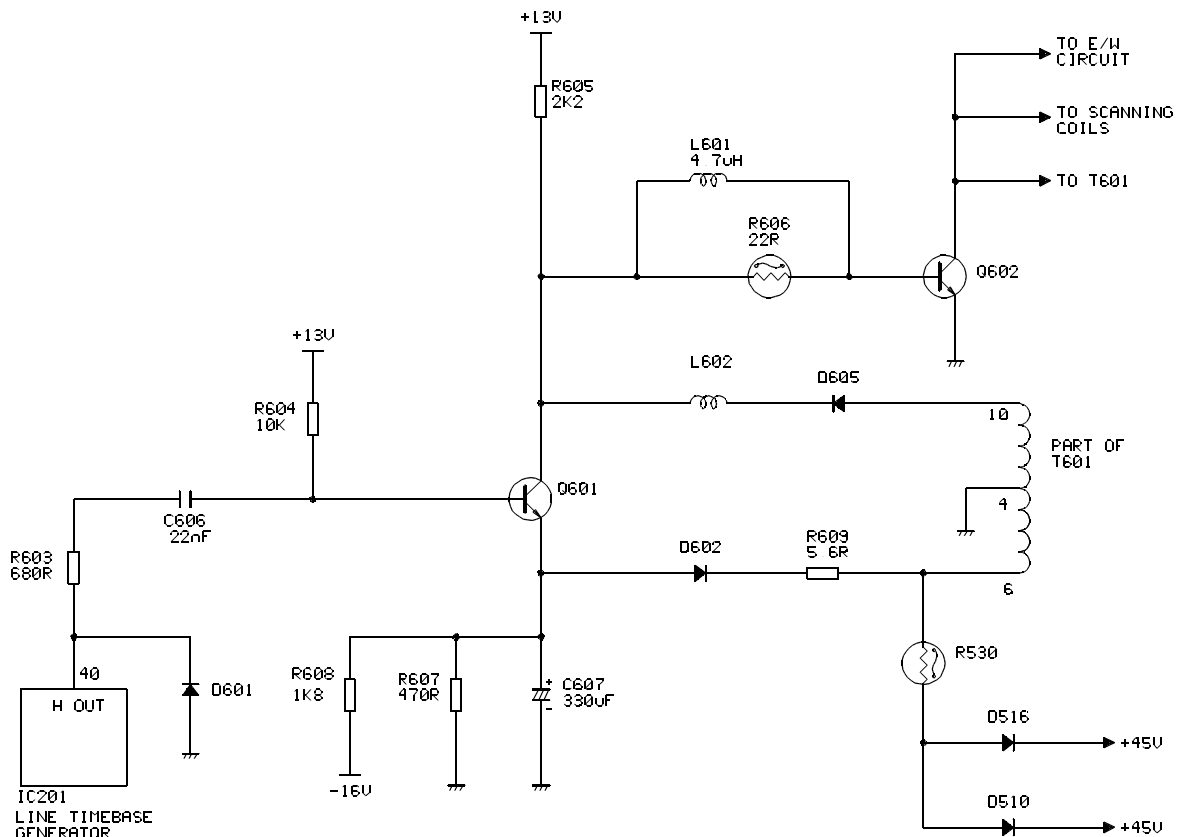 +13V
R605
2K2
TO E/W
CIRCUIT
TO SCANNING
COILS
TO T601
L601
4.7uH
R606
22R
Q602
+13V
R604
10K
L602
D605
10
PART OF
T601
4
6
Q601
C606
22nF
R603
680R
D602
R609
5.6R
40
H OUT
D601
IC201
LINE TIMEBASE
GENERATOR
R608
1K8
-16V
R607
470R
+
C607
330uF
-
R530
D516
+45V
D510
+45V